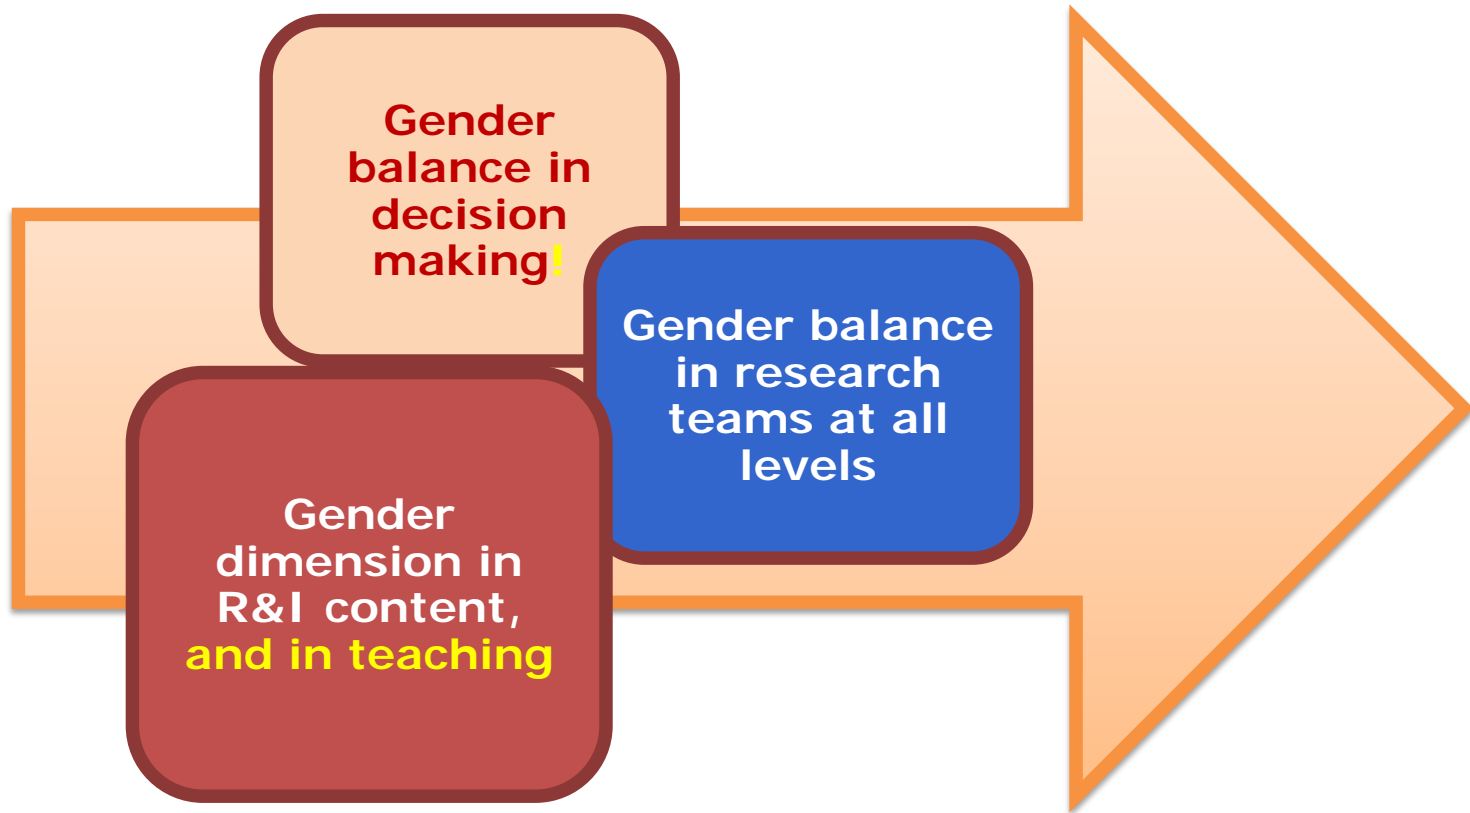 Gender
balance in
decision
making!
Gender balance
in research
teams at all
levels
Gender
dimension in
R&I content,
and in teaching